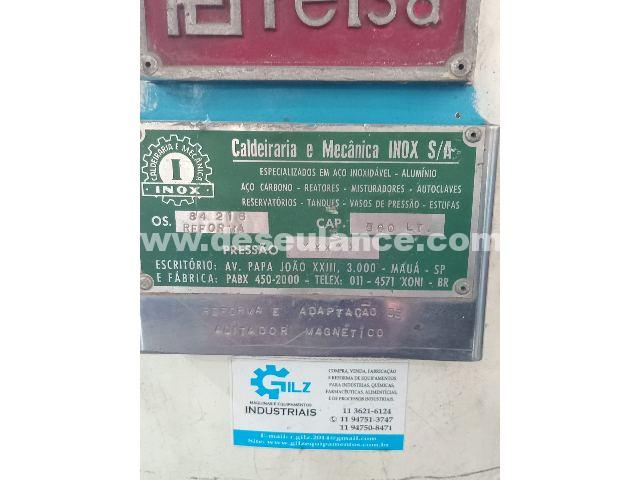 Caldeiraria e Mecânica INOX S/A
ESPECIALIZADOS EM AÇO INOXIDÁVEL - ALUMÍNIO
AÇO CARBONO - REATORES - MISTURADORES - AUTOCLAVES
RESERVATÓRIOS - TANQUES - VASOS DE PRESSÃO - ESTUFAS
CALDEIRARIA E MECÂNICA
I
INOX
OS. 84 216 CAP. 500 LT.
REFORMA
www.deseulance.com
PRESSÃO
ESCRITÓRIO: AV. PAPA JOÃO XXIII, 3.000 - MAUÁ - SP
E FÁBRICA: PABX 450-2000 - TELEX: 011 - 4571 XONI - BR
REFORMA E ADAPTAÇÃO DE
AGITADOR MAGNÉTICO
GILZ
MÁQUINAS E EQUIPAMENTOS
INDUSTRIAIS
COMPRA, VENDA, FABRICAÇÃO
E REFORMA DE EQUIPAMENTOS
PARA INDÚSTRIAS, QUÍMICAS,
FARMACÊUTICAS, ALIMENTÍCIAS,
E DE PROCESSOS INDUSTRIAIS.
11 3621-6124
11 94751-3747
11 94750-8471
E-mail: r.gilz.2014@gmail.com
Site: www.gilzequipamentos.com.br